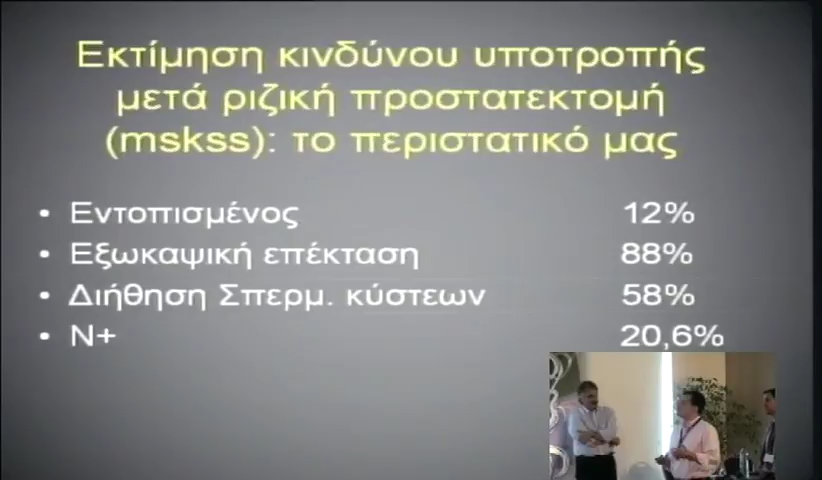 Εκτίμηση κινδύνου υποτροπής
μετά ριζική προστατεκτομή
(mskss): το περιστατικό μας
• Εντοπισμένος 12%
• Εξωκαψική επέκταση 88%
• Διήθηση Σπερμ. κύστεων 58%
• N+ 20,6%